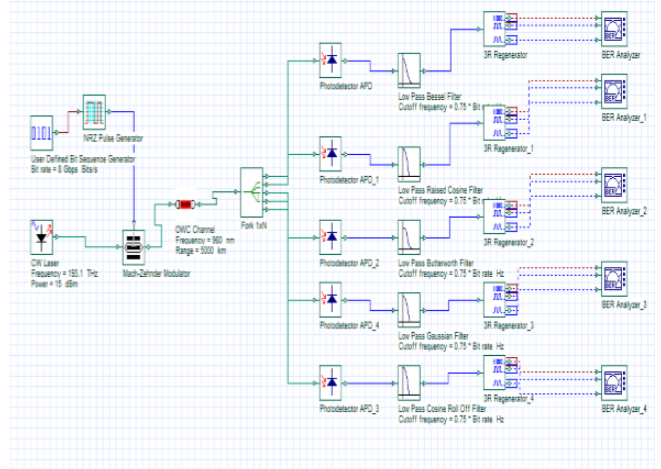 3R Regenerator
BER Analyzer
Photodetector APD
Low Pass Bessel Filter
Cutoff frequency = 0.75 * Bit r
0101
NRZ Pulse Generator
User Defined Bit Sequence Generator
Bit rate = 8 Gbps Bits/s
3R Regenerator_1
BER Analyzer_1
Photodetector APD_1
Low Pass Raised Cosine Filter
Cutoff frequency = 0.75 * Bit r
OWC Channel
Frequency = 980 nm
Range = 5000 km
Fork 1xN
CW Laser
Frequency = 193.1 THz
Power = 15 dBm
Mach-Zehnder Modulator
3R Regenerator_2
BER Analyzer_2
Photodetector APD_2
Low Pass Butterworth Filter
Cutoff frequency = 0.75 * Bit rate Hz
3R Regenerator_3
BER Analyzer_3
Photodetector APD_4
Low Pass Gaussian Filter
Cutoff frequency = 0.75 * Bit rate Hz
3R Regenerator_4
BER Analyzer_4
Photodetector APD_3
Low Pass Cosine Roll Off Filter
Cutoff frequency = 0.75 * Bit rate Hz